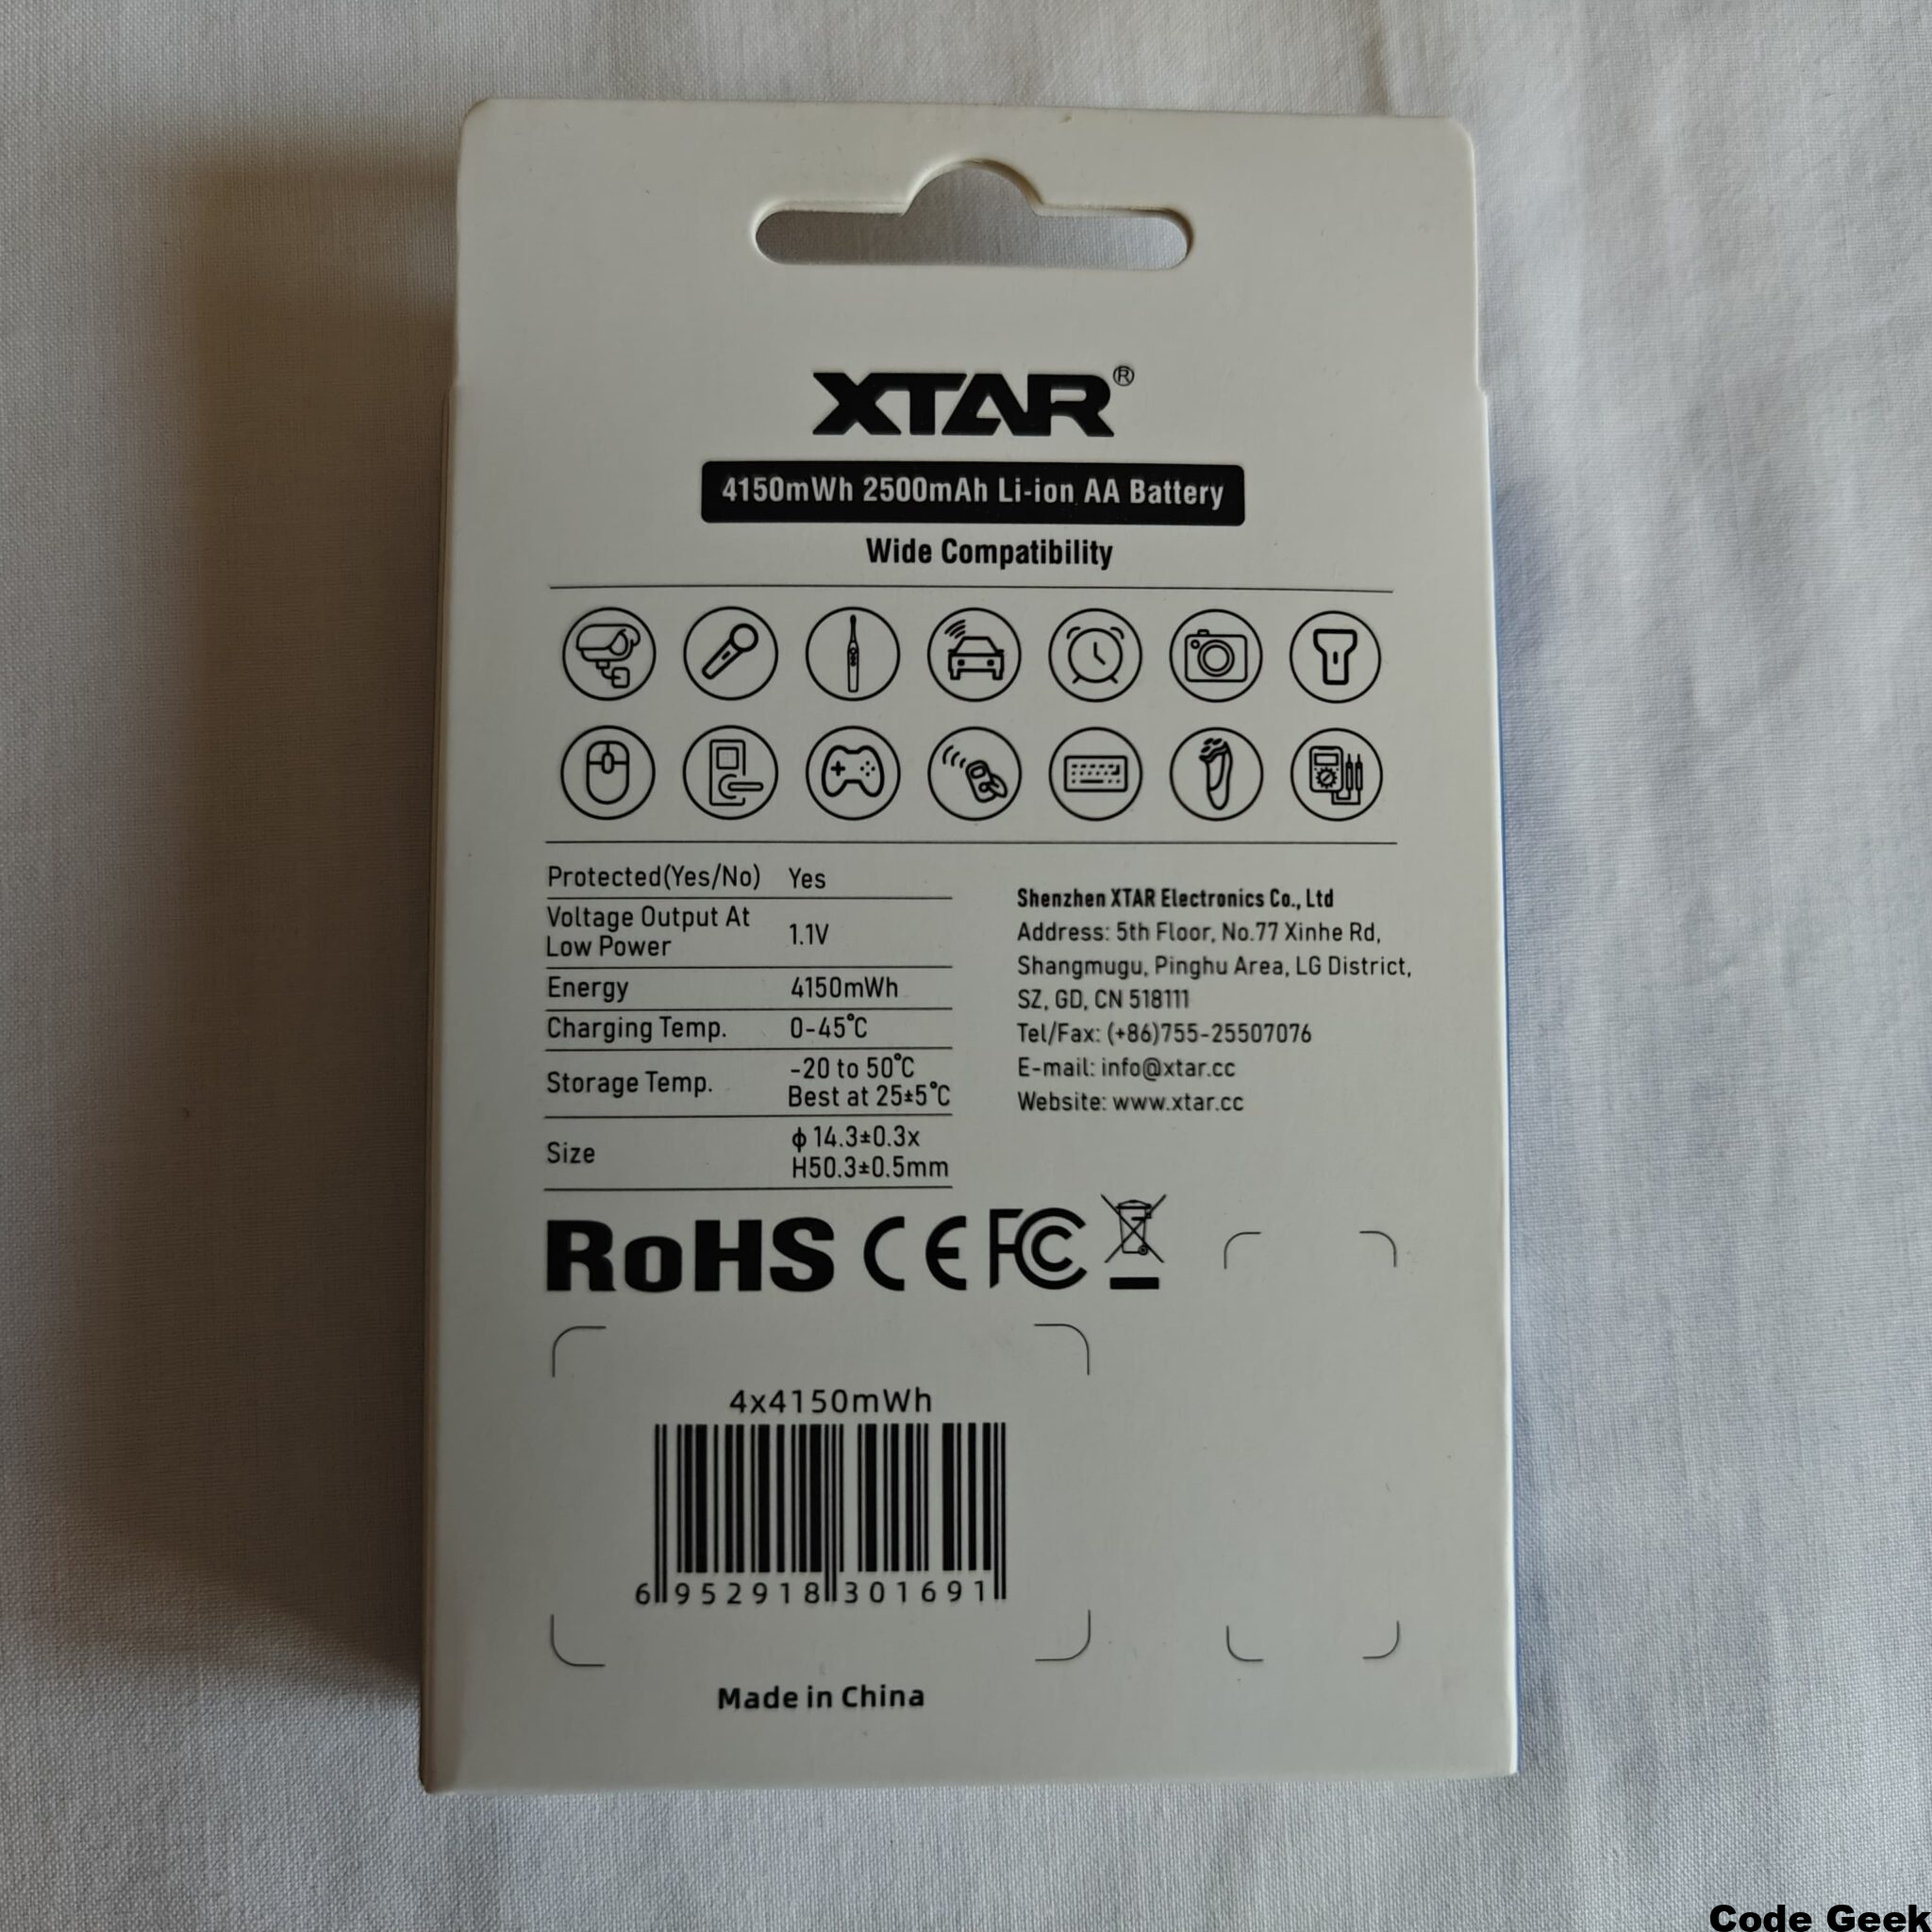 XTAR®
4150mWh 2500mAh Li-ion AA Battery
Wide Compatibility
Protected(Yes/No) Yes
Voltage Output At
Low Power 1.1V
Energy 4150mWh
Charging Temp. 0-45°C
Storage Temp. -20 to 50°C
Best at 25±5°C
Size ϕ14.3±0.3x
H50.3±0.5mm
Shenzhen XTAR Electronics Co., Ltd
Address: 5th Floor, No.77 Xinhe Rd,
Shangmugu, Pinghu Area, LG District,
SZ, GD, CN 518111
Tel/Fax: (+86)755-25507076
E-mail: info@xtar.cc
Website: www.xtar.cc
RoHS CE FC
4x4150mWh
6 952918 301691
Made in China
Code Geek